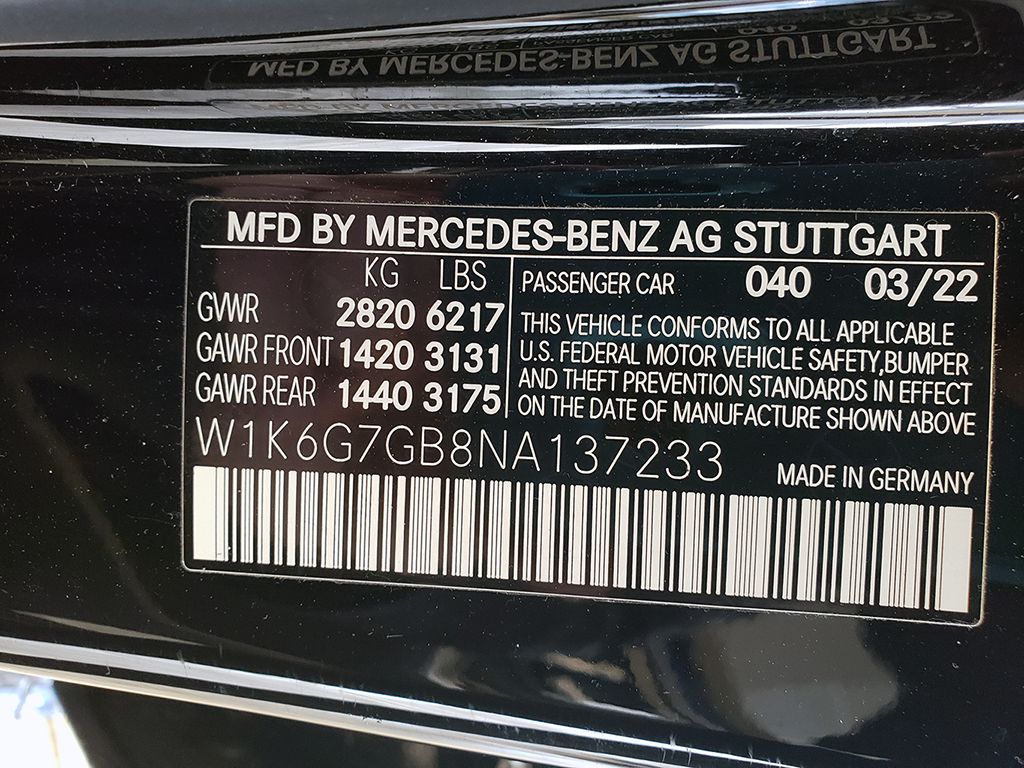 MFD BY MERCEDES-BENZ AG STUTTGART
KG LBS
GVWR 2820 6217
GAWR FRONT 1420 3131
GAWR REAR 1440 3175
PASSENGER CAR 040 03/22
THIS VEHICLE CONFORMS TO ALL APPLICABLE
U.S. FEDERAL MOTOR VEHICLE SAFETY, BUMPER
AND THEFT PREVENTION STANDARDS IN EFFECT
ON THE DATE OF MANUFACTURE SHOWN ABOVE
W1K6G7GB8NA137233
MADE IN GERMANY